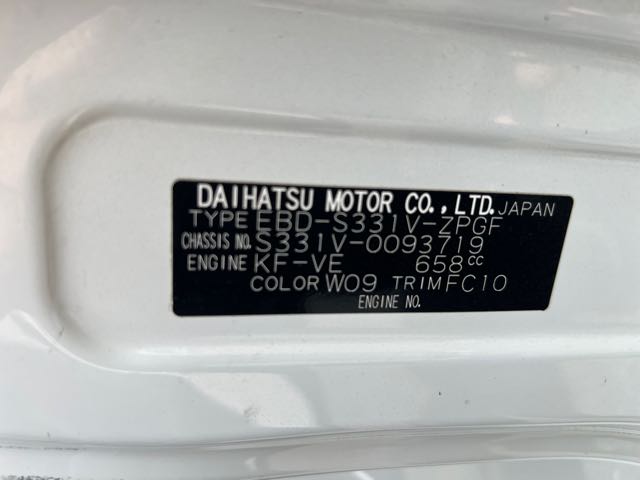 DAIHATSU MOTOR CO., LTD. JAPAN
TYPE EBD-S331V-ZPGF
CHASSIS NO. S331V-0093719
ENGINE KF-VE 658CC
COLOR W09 TRIM FC10
ENGINE NO.